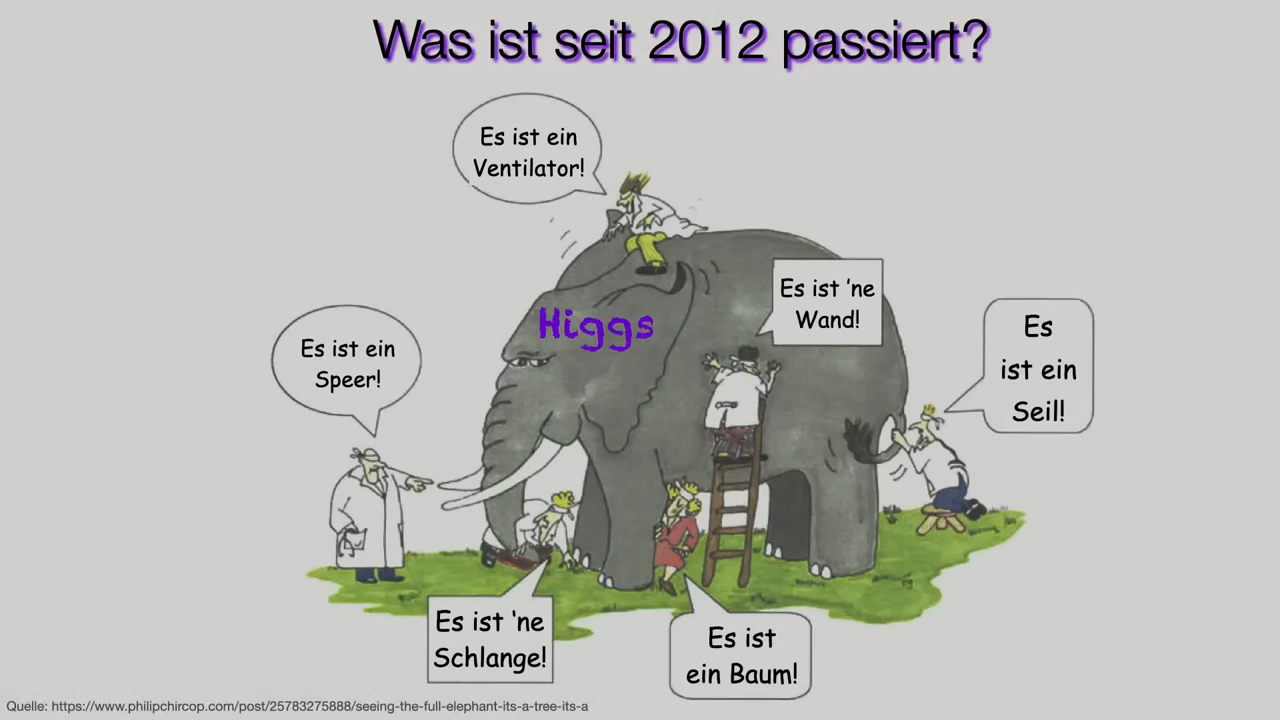 Was ist seit 2012 passiert?
Es ist ein
Ventilator!
Es ist 'ne
Wand!
Higgs
Es
ist ein
Seil!
Es ist ein
Speer!
Es ist 'ne
Schlange!
Es ist
ein Baum!
Quelle: https://www.philipchircop.com/post/25783275888/seeing-the-full-elephant-its-a-tree-its-a